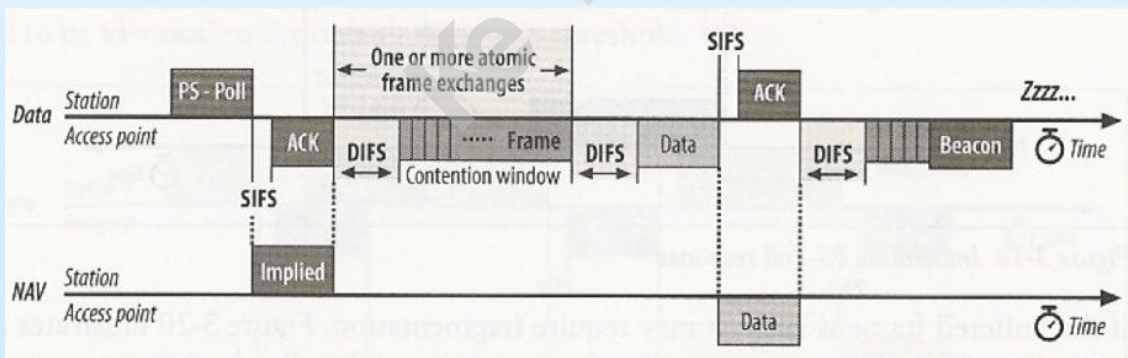 SIFS
One or more atomic
frame exchanges
PS - Poll
ACK
Zzzz...
Data
Station
Access point
ACK
DIFS
..... Frame
DIFS
Data
DIFS
Beacon
Time
Contention window
SIFS
Implied
NAV
Station
Access point
Data
Time